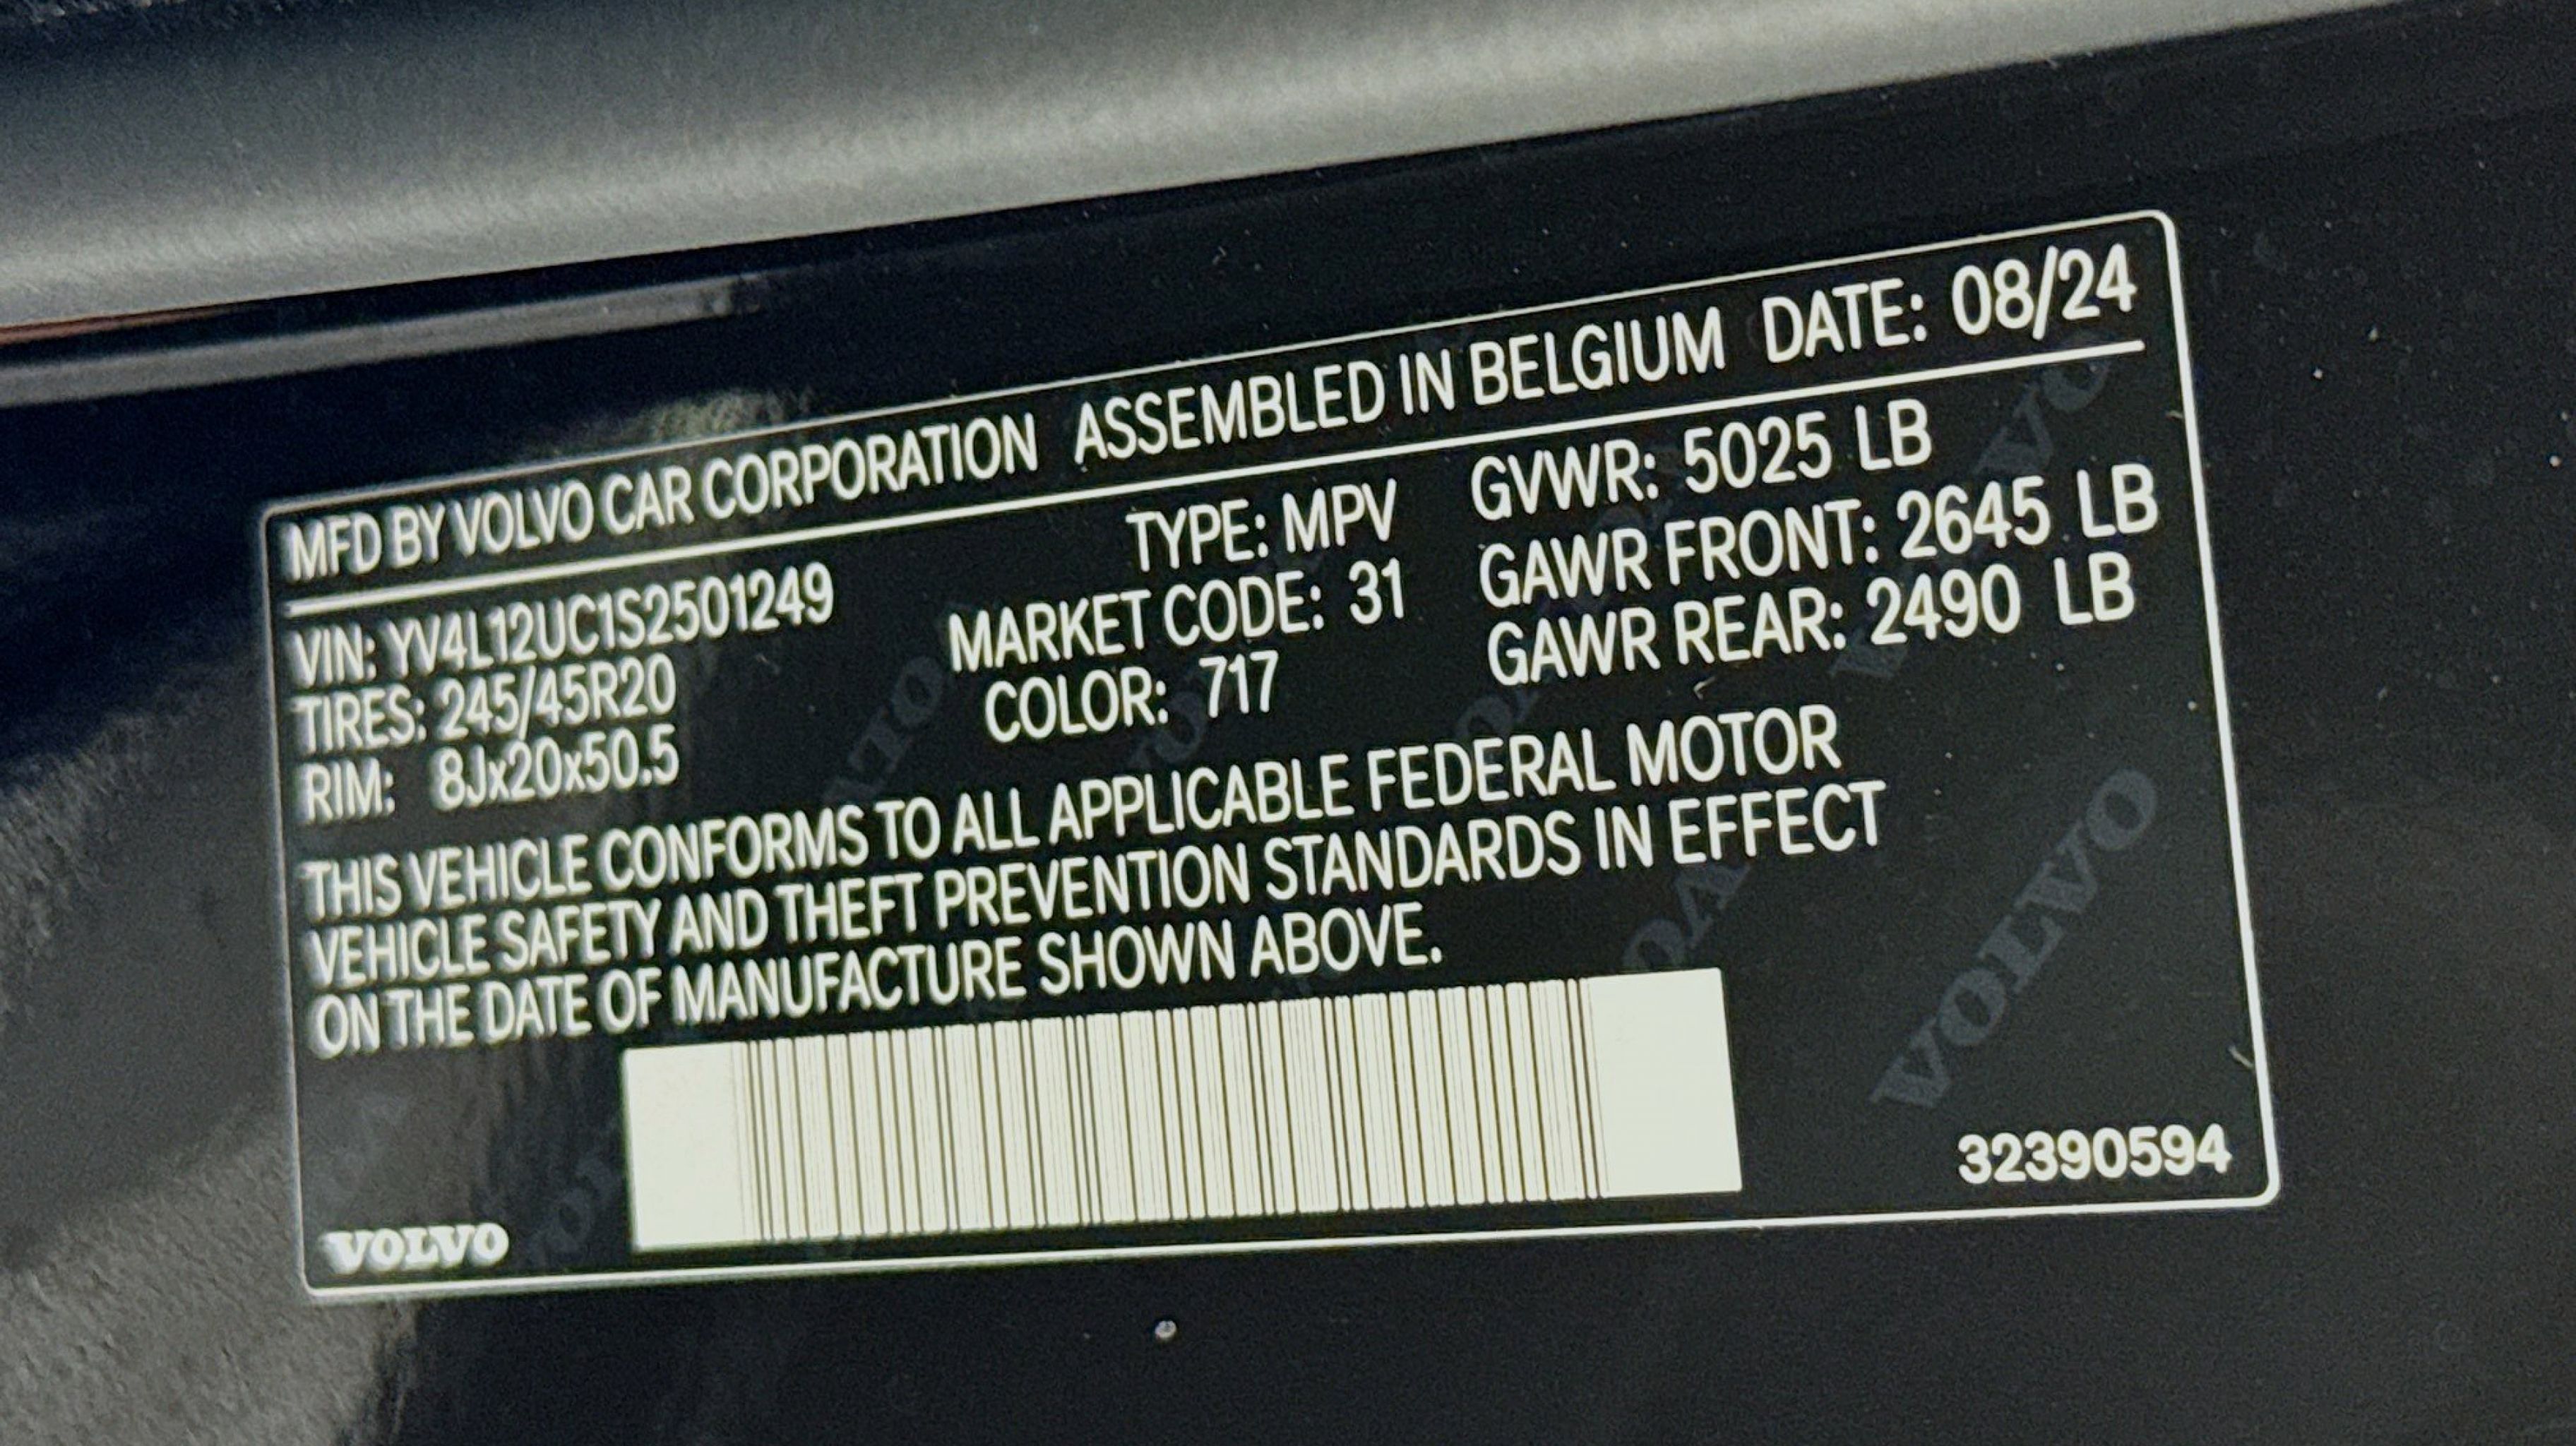 MFD BY VOLVO CAR CORPORATION ASSEMBLED IN BELGIUM DATE: 08/24
VIN: YV4L12UC1S2501249 TYPE: MPV GVWR: 5025 LB
TIRES: 245/45R20 MARKET CODE: 31 GAWR FRONT: 2645 LB
RIM: 8Jx20x50.5 COLOR: 717 GAWR REAR: 2490 LB
THIS VEHICLE CONFORMS TO ALL APPLICABLE FEDERAL MOTOR
VEHICLE SAFETY AND THEFT PREVENTION STANDARDS IN EFFECT
ON THE DATE OF MANUFACTURE SHOWN ABOVE.
VOLVO
32390594
VOLVO